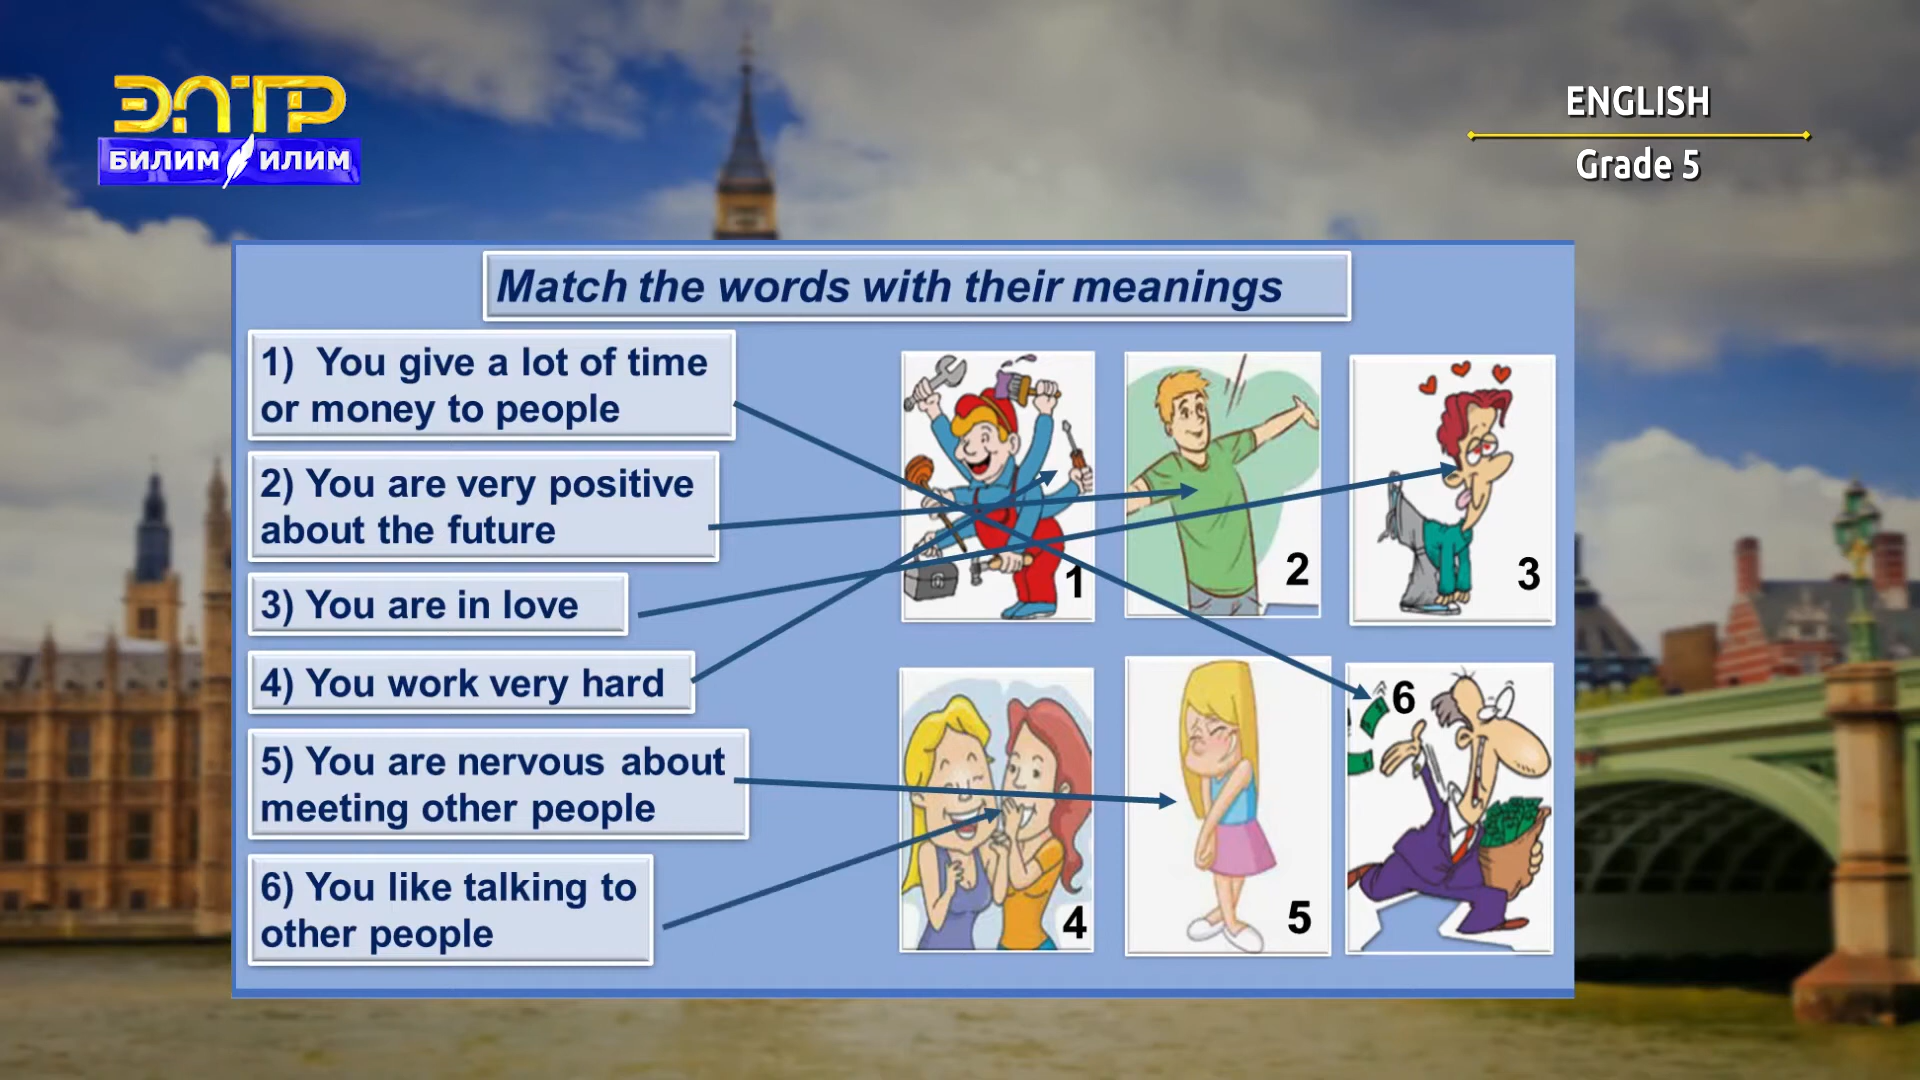 ЭЛТР
БИЛИМ ИЛИМ
ENGLISH
Grade 5
Match the words with their meanings
1) You give a lot of time
or money to people
2) You are very positive
about the future
3) You are in love
4) You work very hard
5) You are nervous about
meeting other people
6) You like talking to
other people
1
2
3
4
5
6